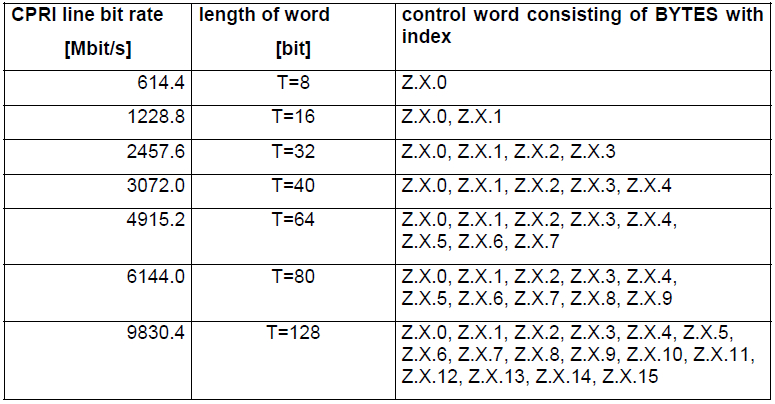 CPRI line bit rate length of word control word consisting of BYTES with
[Mbit/s] [bit] index
614.4 T=8 Z.X.0
1228.8 T=16 Z.X.0, Z.X.1
2457.6 T=32 Z.X.0, Z.X.1, Z.X.2, Z.X.3
3072.0 T=40 Z.X.0, Z.X.1, Z.X.2, Z.X.3, Z.X.4
4915.2 T=64 Z.X.0, Z.X.1, Z.X.2, Z.X.3, Z.X.4,
Z.X.5, Z.X.6, Z.X.7
6144.0 T=80 Z.X.0, Z.X.1, Z.X.2, Z.X.3, Z.X.4,
Z.X.5, Z.X.6, Z.X.7, Z.X.8, Z.X.9
9830.4 T=128 Z.X.0, Z.X.1, Z.X.2, Z.X.3, Z.X.4, Z.X.5,
Z.X.6, Z.X.7, Z.X.8, Z.X.9, Z.X.10, Z.X.11,
Z.X.12, Z.X.13, Z.X.14, Z.X.15